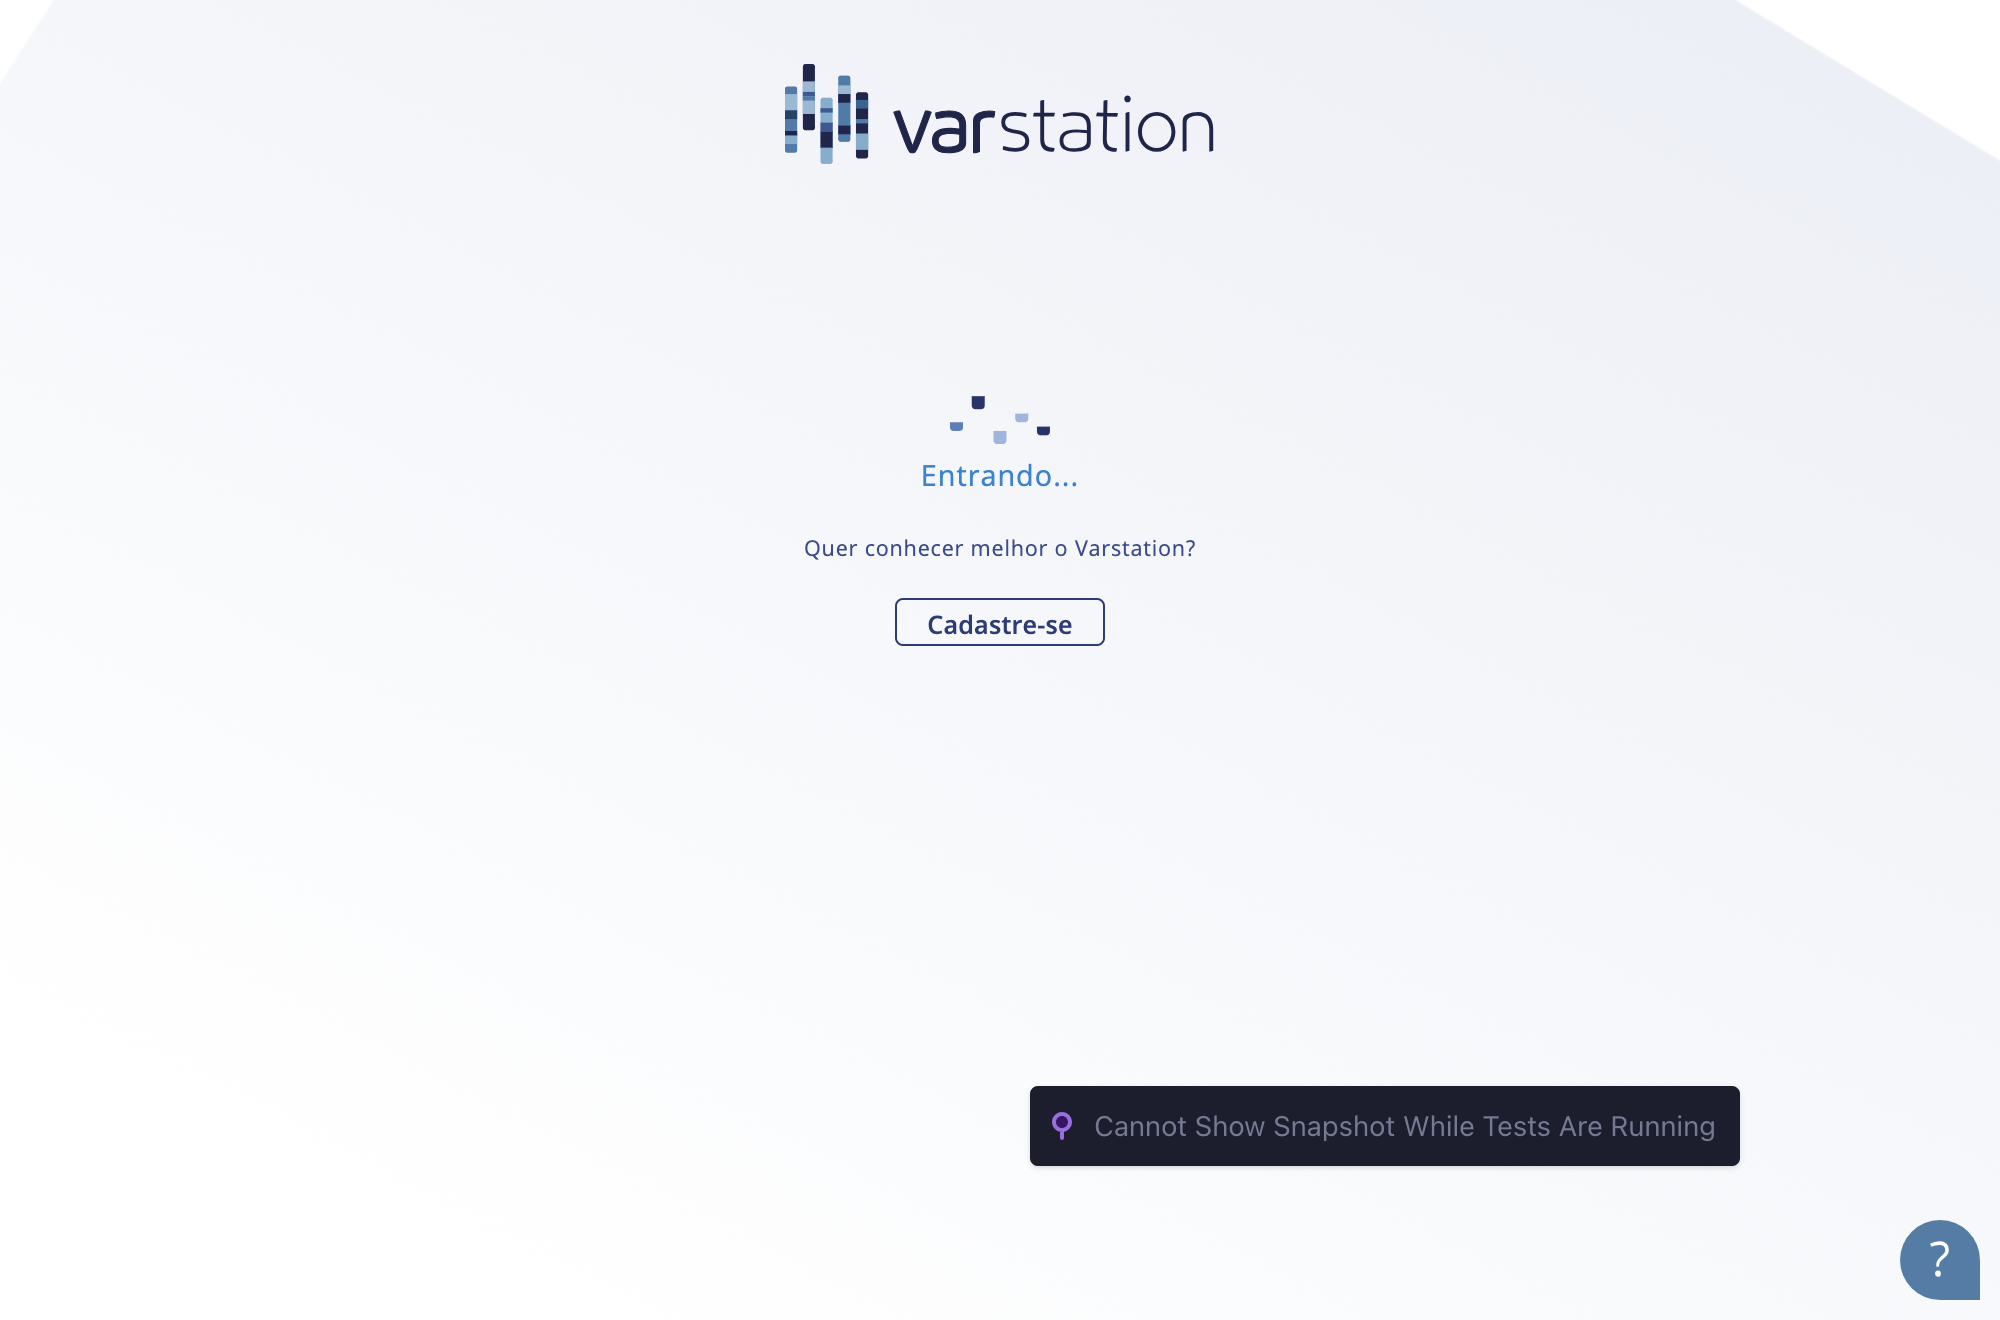 varstation
Entrando...
Quer conhecer melhor o Varstation?
Cadastre-se
Cannot Show Snapshot While Tests Are Running
?